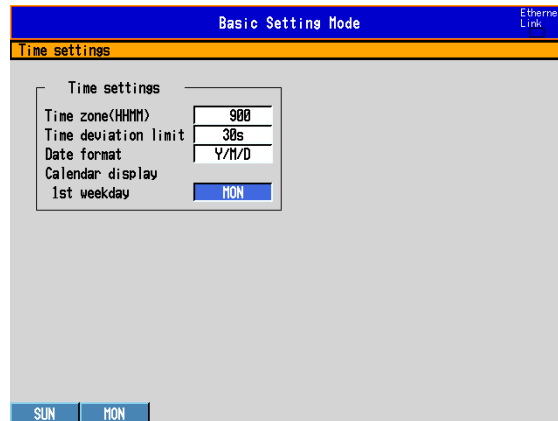 Basic Setting Mode
Etherne
Link
Time settings
Time settings
Time zone(HHMM) 900
Time deviation limit 30s
Date format Y/M/D
Calendar display
1st weekday MON
SUN MON